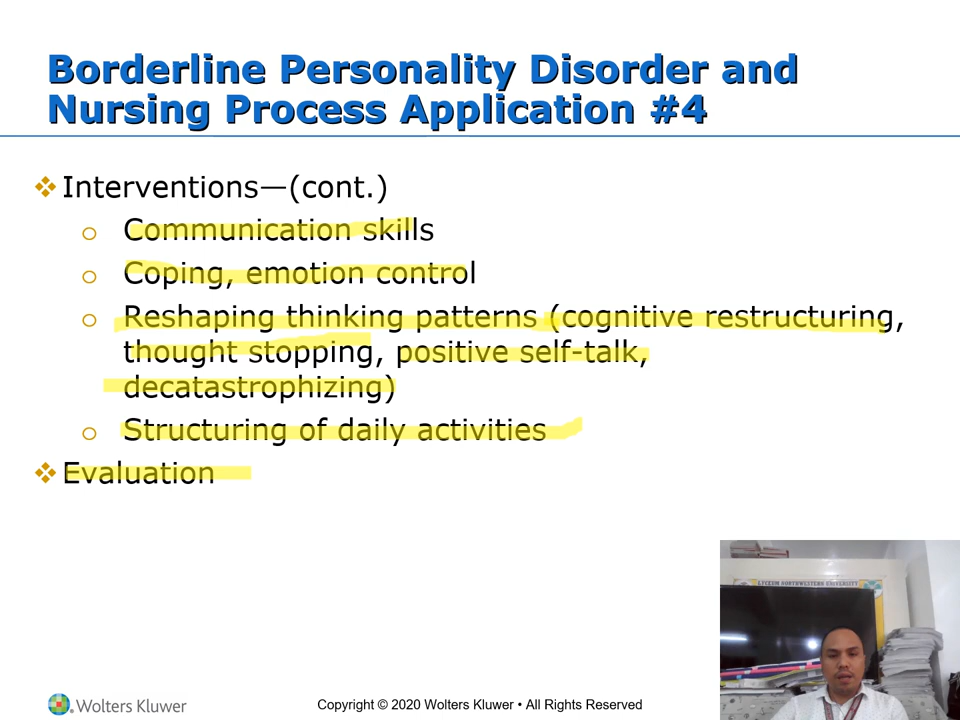 Borderline Personality Disorder and
Nursing Process Application #4
Interventions—(cont.)
Communication skills
Coping, emotion control
Reshaping thinking patterns (cognitive restructuring,
thought stopping, positive self-talk,
decatastrophizing)
Structuring of daily activities
Evaluation
LYCEUM NORTHWESTERN UNIVERSITY
Wolters Kluwer
Copyright © 2020 Wolters Kluwer • All Rights Reserved